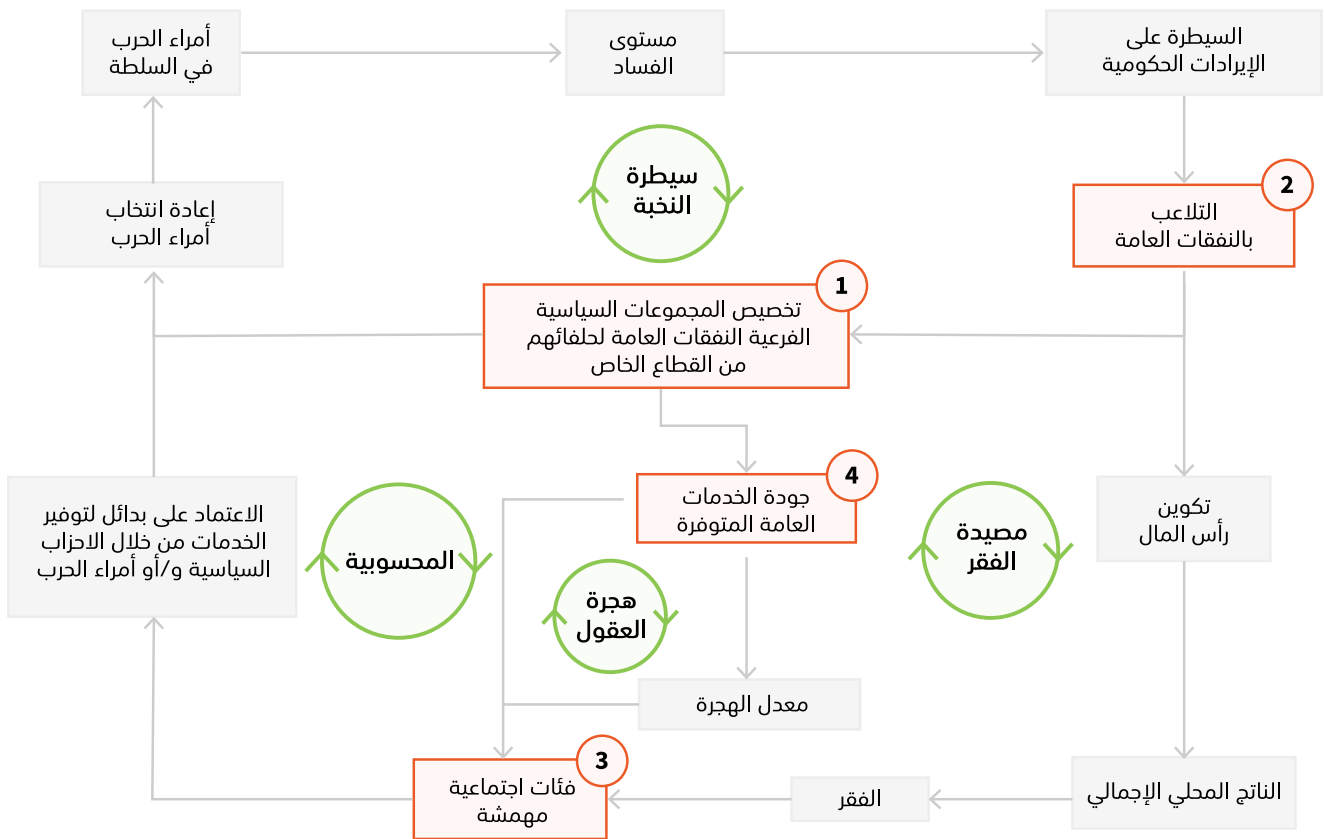 أمراء الحرب
في السلطة
مستوى
الفساد
السيطرة على
الإيرادات الحكومية
2
التلاعب
بالنفقات العامة
سيطرة
النخبة
إعادة انتخاب
أمراء الحرب
1
تخصيص المجموعات السياسية
الفرعية النفقات العامة لحلفائهم
من القطاع الخاص
4
جودة الخدمات
العامة المتوفرة
تكوين
رأس المال
مصيدة
الفقر
المحسوبية
الاعتماد على بدائل لتوفير
الخدمات من خلال الاحزاب
السياسية و/أو أمراء الحرب
هجرة
العقول
معدل الهجرة
3
فئات اجتماعية
مهمشة
الفقر
الناتج المحلي الإجمالي